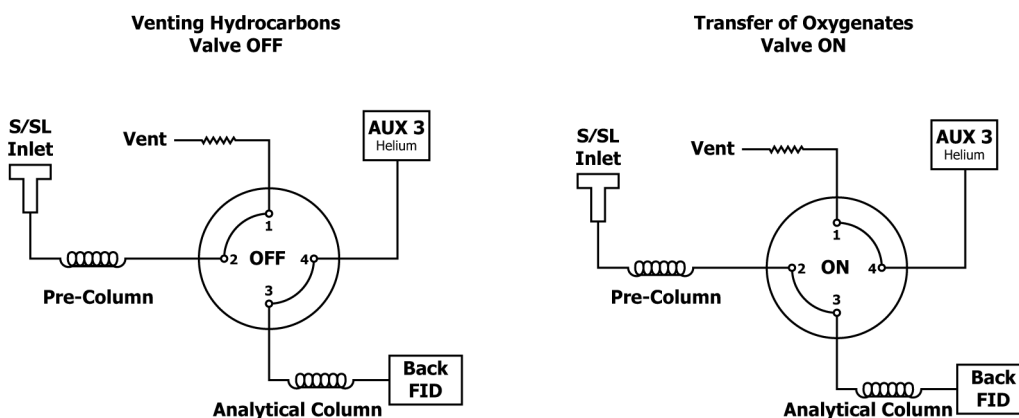 Venting Hydrocarbons
Valve OFF
S/SL
Inlet
Vent
AUX 3
Helium
1
2
OFF
4
3
Pre-Column
Back
FID
Analytical Column
Transfer of Oxygenates
Valve ON
S/SL
Inlet
Vent
AUX 3
Helium
1
2
ON
4
3
Pre-Column
Back
FID
Analytical Column